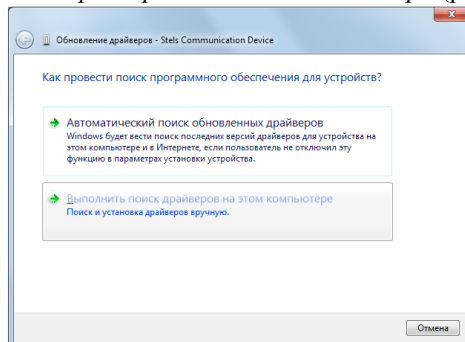 Обновление драйверов - Stels Communication Device
Как провести поиск программного обеспечения для устройств?
Автоматический поиск обновленных драйверов
Windows будет вести поиск последних версий драйверов для устройства на
этом компьютере и в Интернете, если пользователь не отключил эту
функцию в параметрах установки устройства.
Выполнить поиск драйверов на этом компьютере
Поиск и установка драйверов вручную.
Отмена